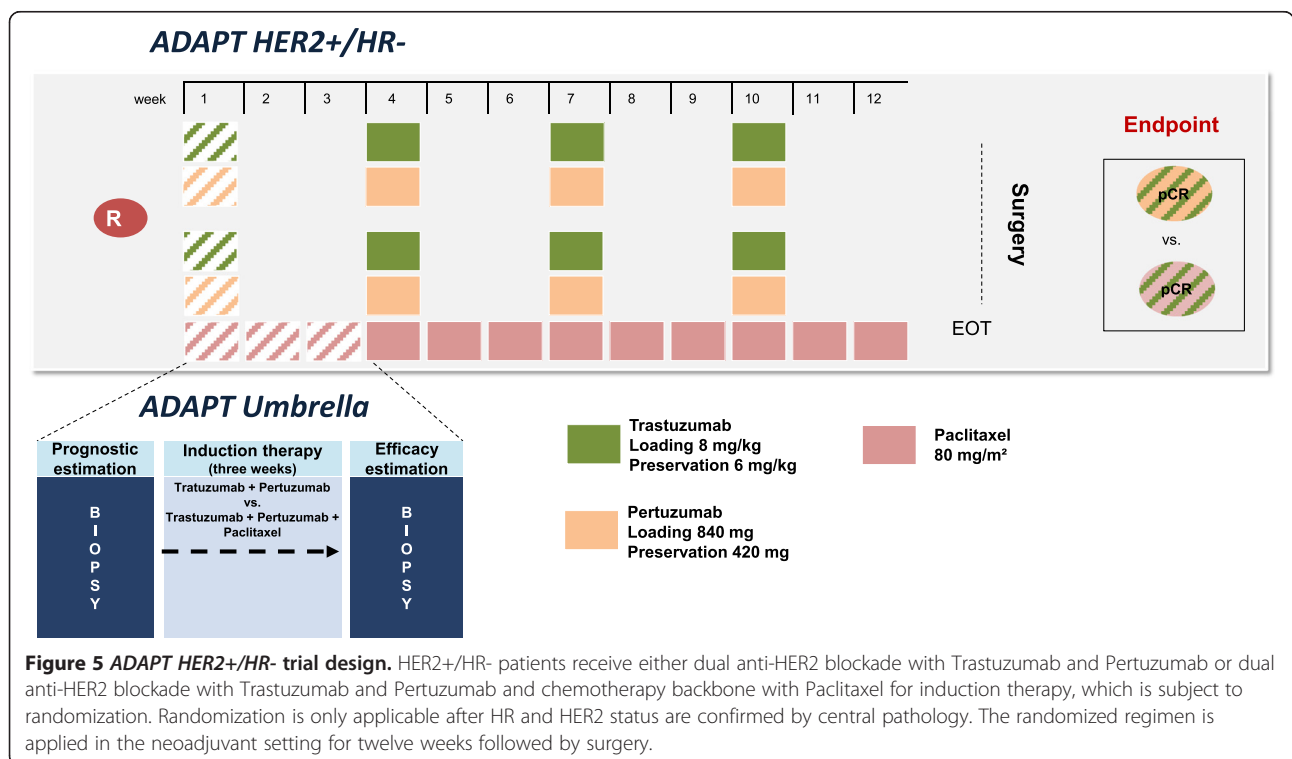 ADAPT HER2+/HR-
week 1 2 3 4 5 6 7 8 9 10 11 12
R
Surgery
EOT
Endpoint
pCR
vs.
pCR
ADAPT Umbrella
Prognostic
estimation
BIOPSY
Induction therapy
(three weeks)
Tratuzumab + Pertuzumab
vs.
Trastuzumab + Pertuzumab +
Paclitaxel
Efficacy
estimation
BIOPSY
Trastuzumab
Loading 8 mg/kg
Preservation 6 mg/kg
Pertuzumab
Loading 840 mg
Preservation 420 mg
Paclitaxel
80 mg/m²
Figure 5 ADAPT HER2+/HR- trial design. HER2+/HR- patients receive either dual anti-HER2 blockade with Trastuzumab and Pertuzumab or dual
anti-HER2 blockade with Trastuzumab and Pertuzumab and chemotherapy backbone with Paclitaxel for induction therapy, which is subject to
randomization. Randomization is only applicable after HR and HER2 status are confirmed by central pathology. The randomized regimen is
applied in the neoadjuvant setting for twelve weeks followed by surgery.